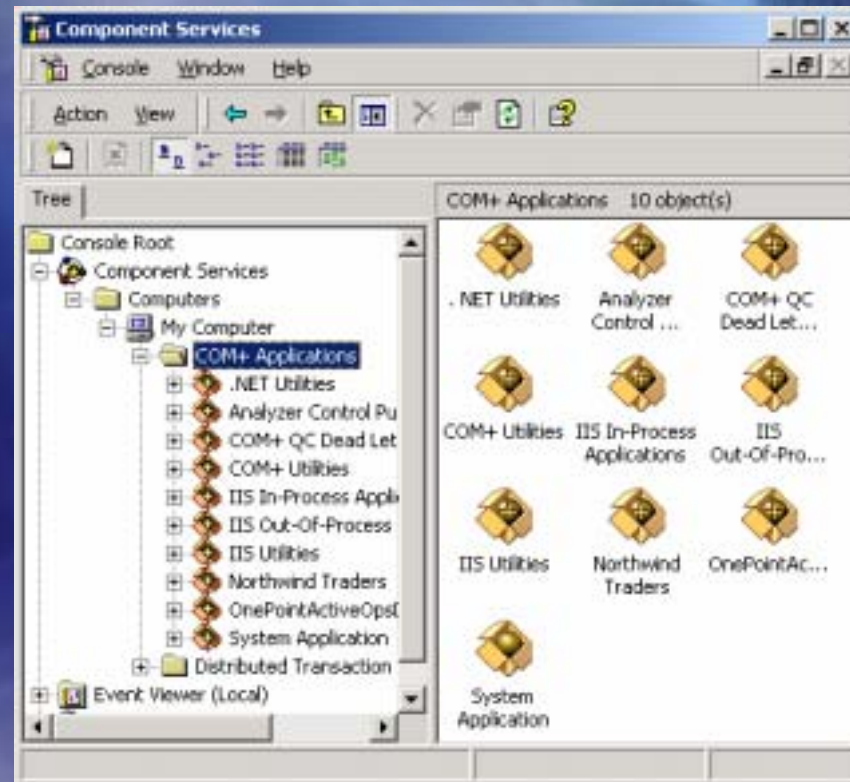 Component Services
Console Window Help
Action View
Tree
COM+ Applications 10 object(s)
Console Root
Component Services
Computers
My Computer
COM+ Applications
.NET Utilities
Analyzer Control Pu
COM+ QC Dead Let
COM+ Utilities
IIS In-Process Appli
IIS Out-Of-Process
IIS Utilities
Northwind Traders
OnePointActiveOpsD
System Application
Distributed Transaction
Event Viewer (Local)
. NET Utilities
Analyzer
Control ...
COM+ QC
Dead Let...
COM+ Utilities
IIS In-Process
Applications
IIS
Out-Of-Pro...
IIS Utilities
Northwind
Traders
OnePointAc...
System
Application